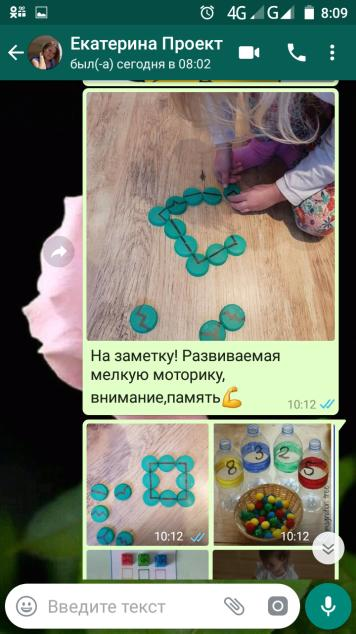 4G G 8:09
Екатерина Проект
был(-а) сегодня в 08:02
На заметку! Развиваемая
мелкую моторику,
внимание,память💪
10:12
10:12
8 3 2 5
10:12
Введите текст